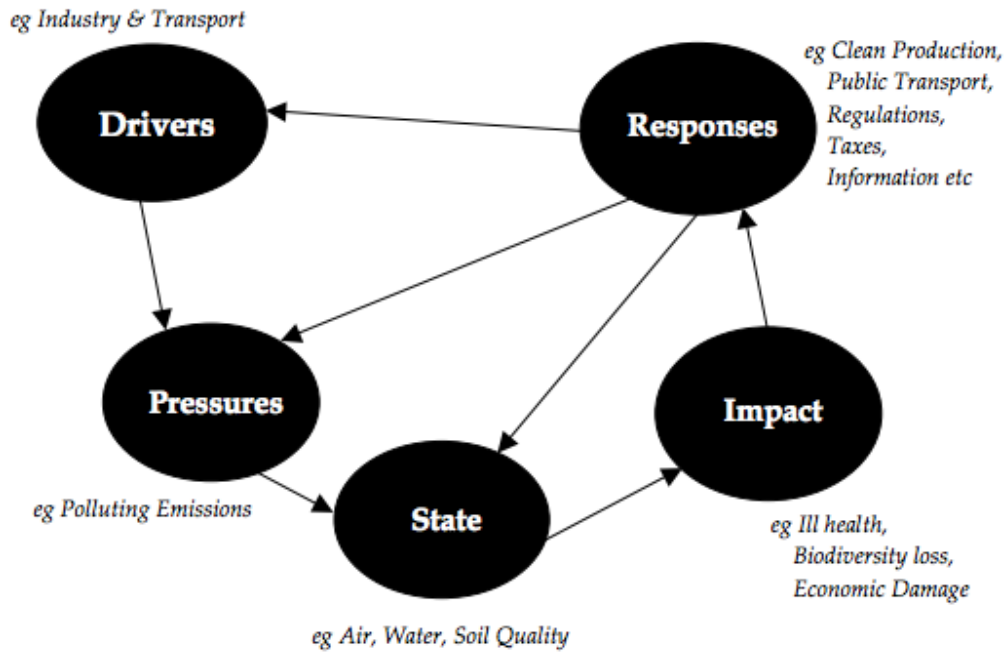 eg Industry & Transport
Drivers
Responses
eg Clean Production,
Public Transport,
Regulations,
Taxes,
Information etc
Pressures
eg Polluting Emissions
State
eg Air, Water, Soil Quality
Impact
eg Ill health,
Biodiversity loss,
Economic Damage